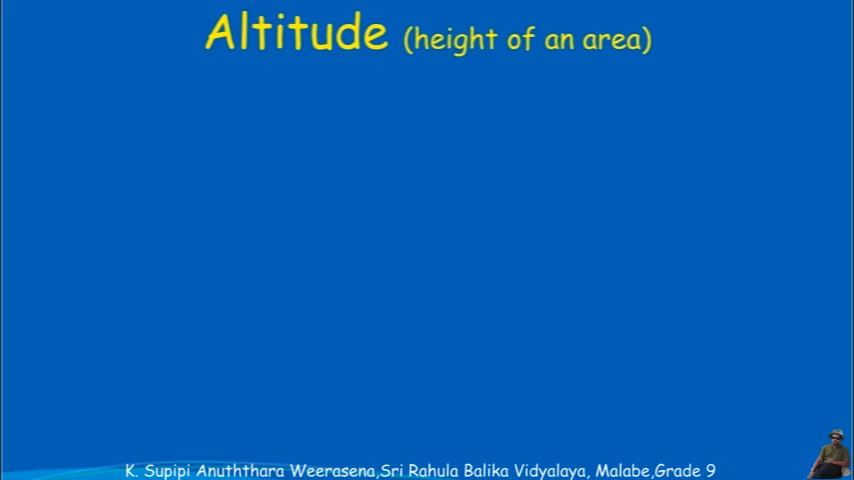 Altitude (height of an area)
K. Supipi Anuththara Weerasena,Sri Rahula Balika Vidyalaya, Malabe,Grade 9